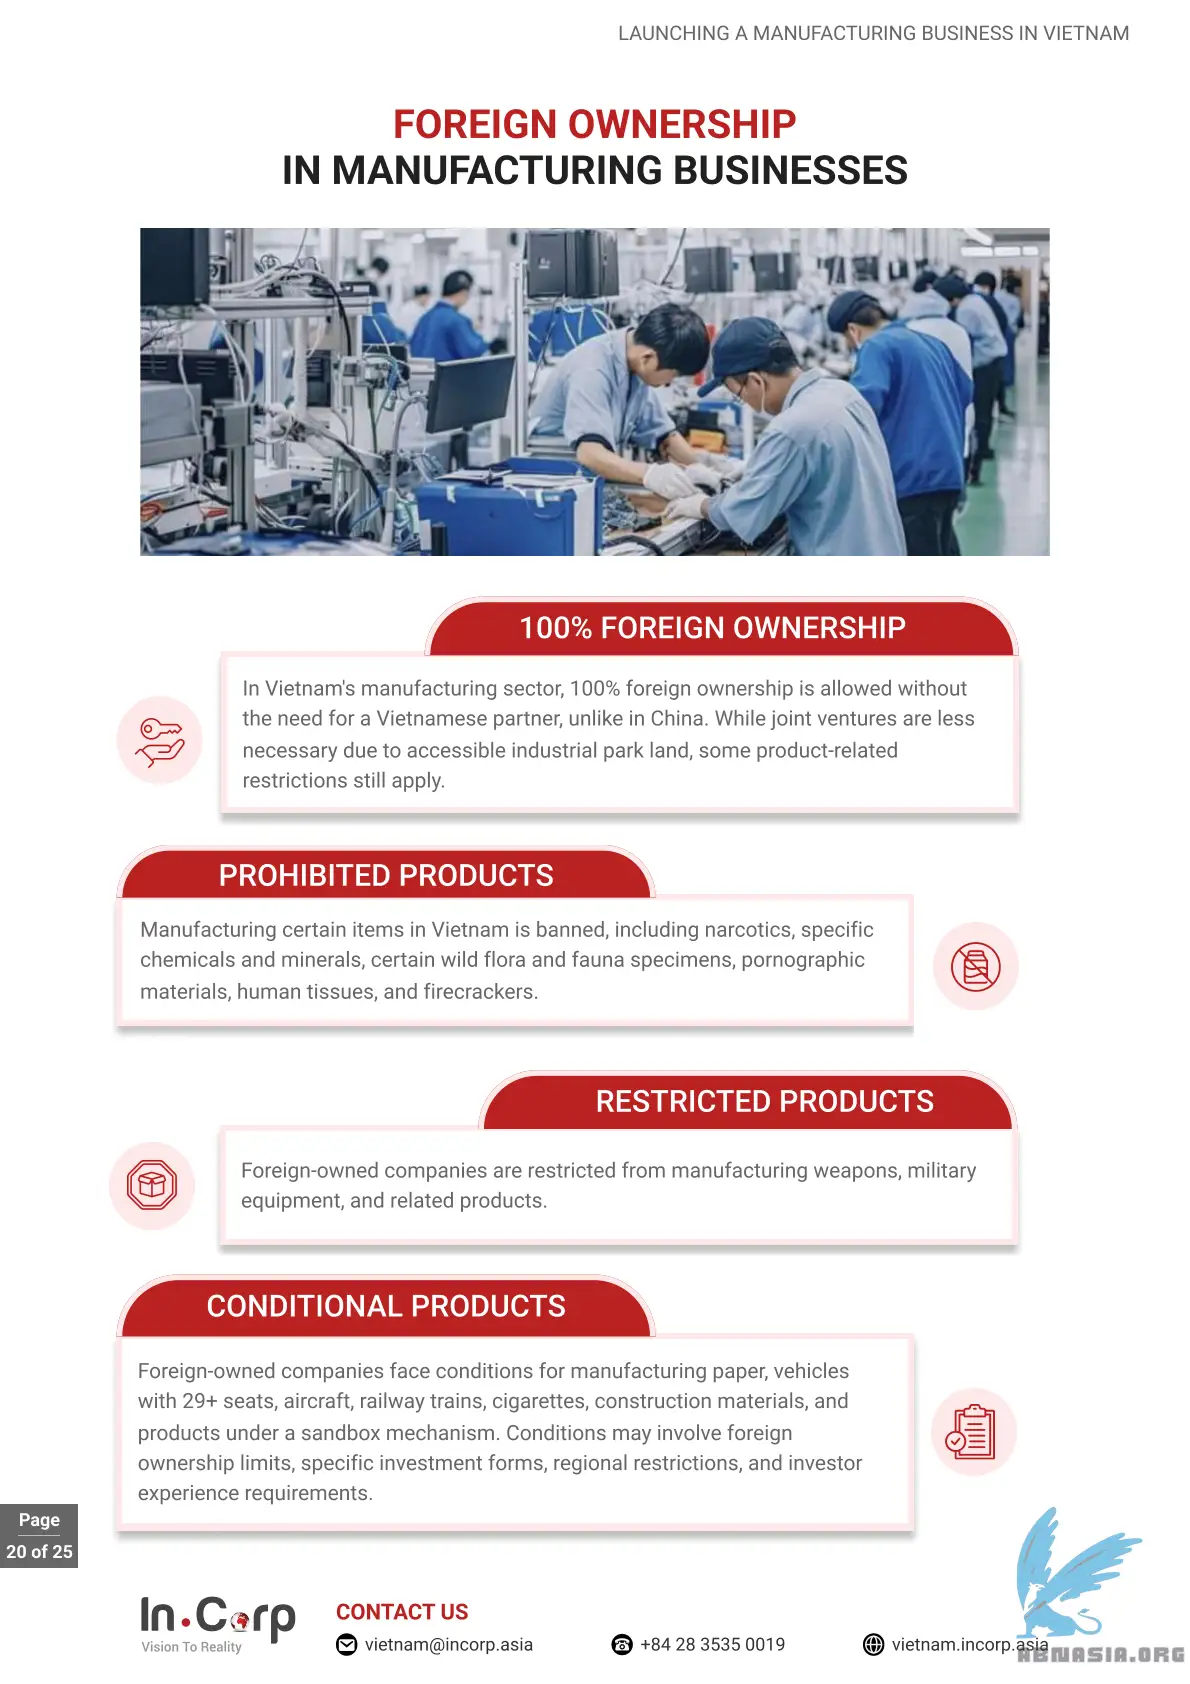 LAUNCHING A MANUFACTURING BUSINESS IN VIETNAM
FOREIGN OWNERSHIP
IN MANUFACTURING BUSINESSES
100% FOREIGN OWNERSHIP
In Vietnam's manufacturing sector, 100% foreign ownership is allowed without
the need for a Vietnamese partner, unlike in China. While joint ventures are less
necessary due to accessible industrial park land, some product-related
restrictions still apply.
PROHIBITED PRODUCTS
Manufacturing certain items in Vietnam is banned, including narcotics, specific
chemicals and minerals, certain wild flora and fauna specimens, pornographic
materials, human tissues, and firecrackers.
RESTRICTED PRODUCTS
Foreign-owned companies are restricted from manufacturing weapons, military
equipment, and related products.
CONDITIONAL PRODUCTS
Foreign-owned companies face conditions for manufacturing paper, vehicles
with 29+ seats, aircraft, railway trains, cigarettes, construction materials, and
products under a sandbox mechanism. Conditions may involve foreign
ownership limits, specific investment forms, regional restrictions, and investor
experience requirements.
Page
20 of 25
In.Corp
Vision To Reality
CONTACT US
vietnam@incorp.asia
+84 28 3535 0019
vietnam.incorp.asia
ABNASIA.ORG